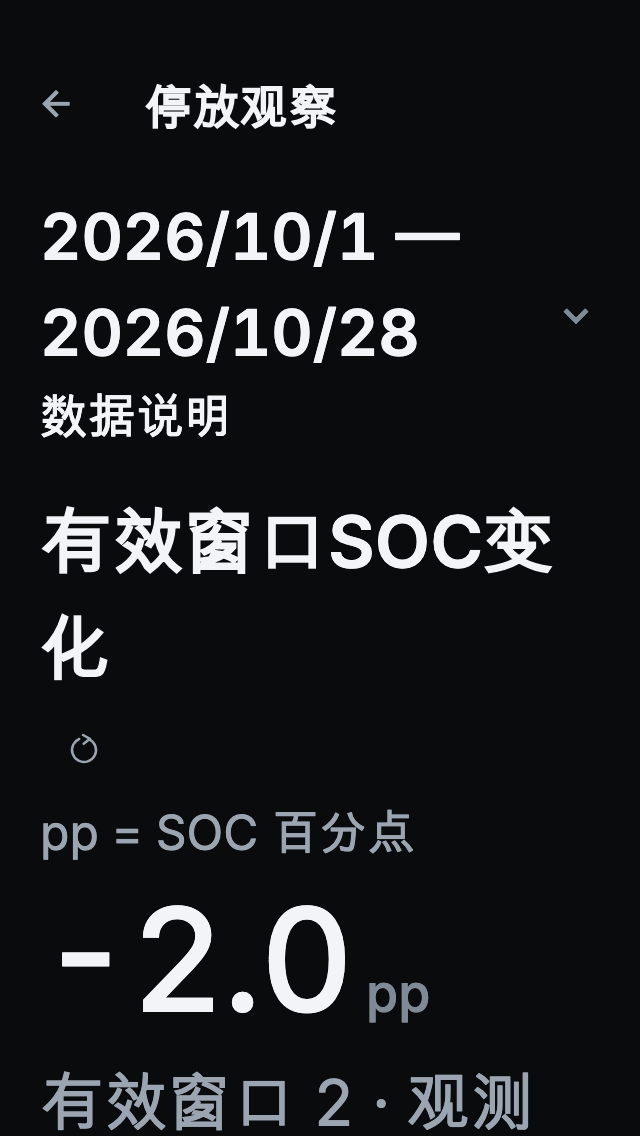 停放观察
2026/10/1 —
2026/10/28
数据说明
有效窗口SOC变
化
pp = SOC 百分点
-2.0 pp
有效窗口 2 · 观测